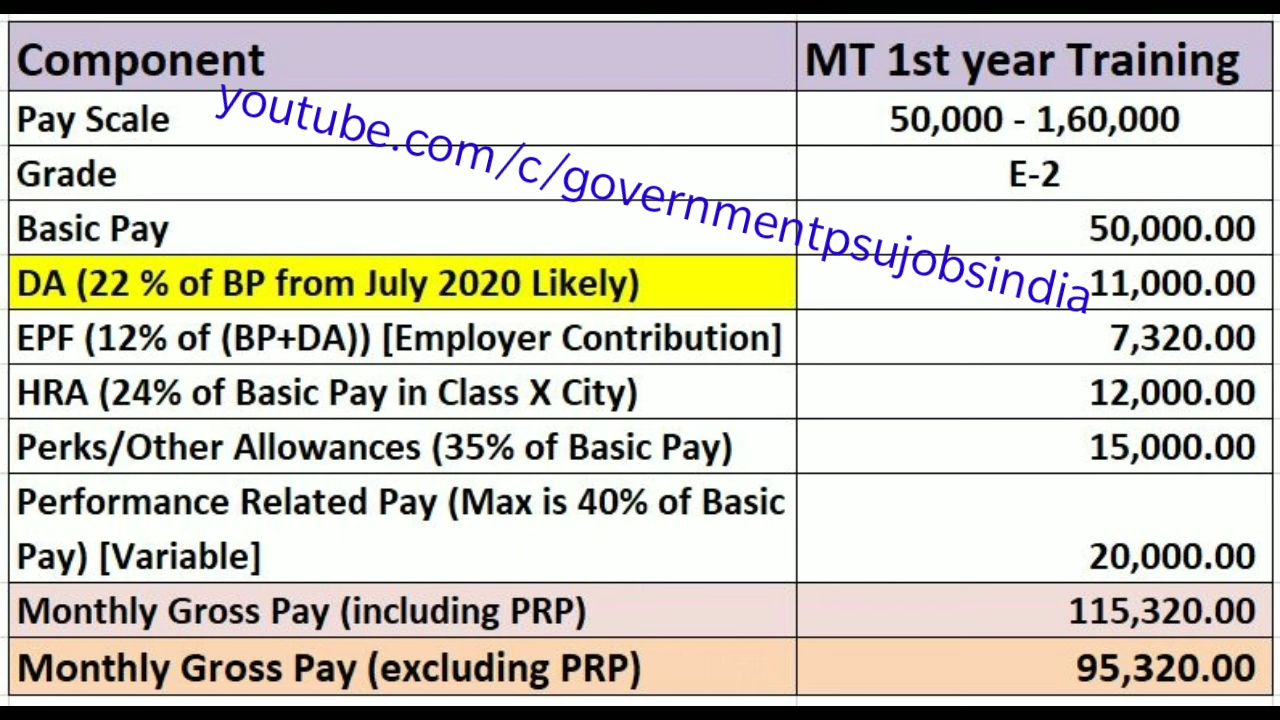 Component MT 1st year Training
Pay Scale 50,000 - 1,60,000
Grade E-2
Basic Pay 50,000.00
DA (22 % of BP from July 2020 Likely) 11,000.00
EPF (12% of (BP+DA)) [Employer Contribution] 7,320.00
HRA (24% of Basic Pay in Class X City) 12,000.00
Perks/Other Allowances (35% of Basic Pay) 15,000.00
Performance Related Pay (Max is 40% of Basic
Pay) [Variable] 20,000.00
Monthly Gross Pay (including PRP) 115,320.00
Monthly Gross Pay (excluding PRP) 95,320.00
youtube.com/c/governmentpsujobsindia